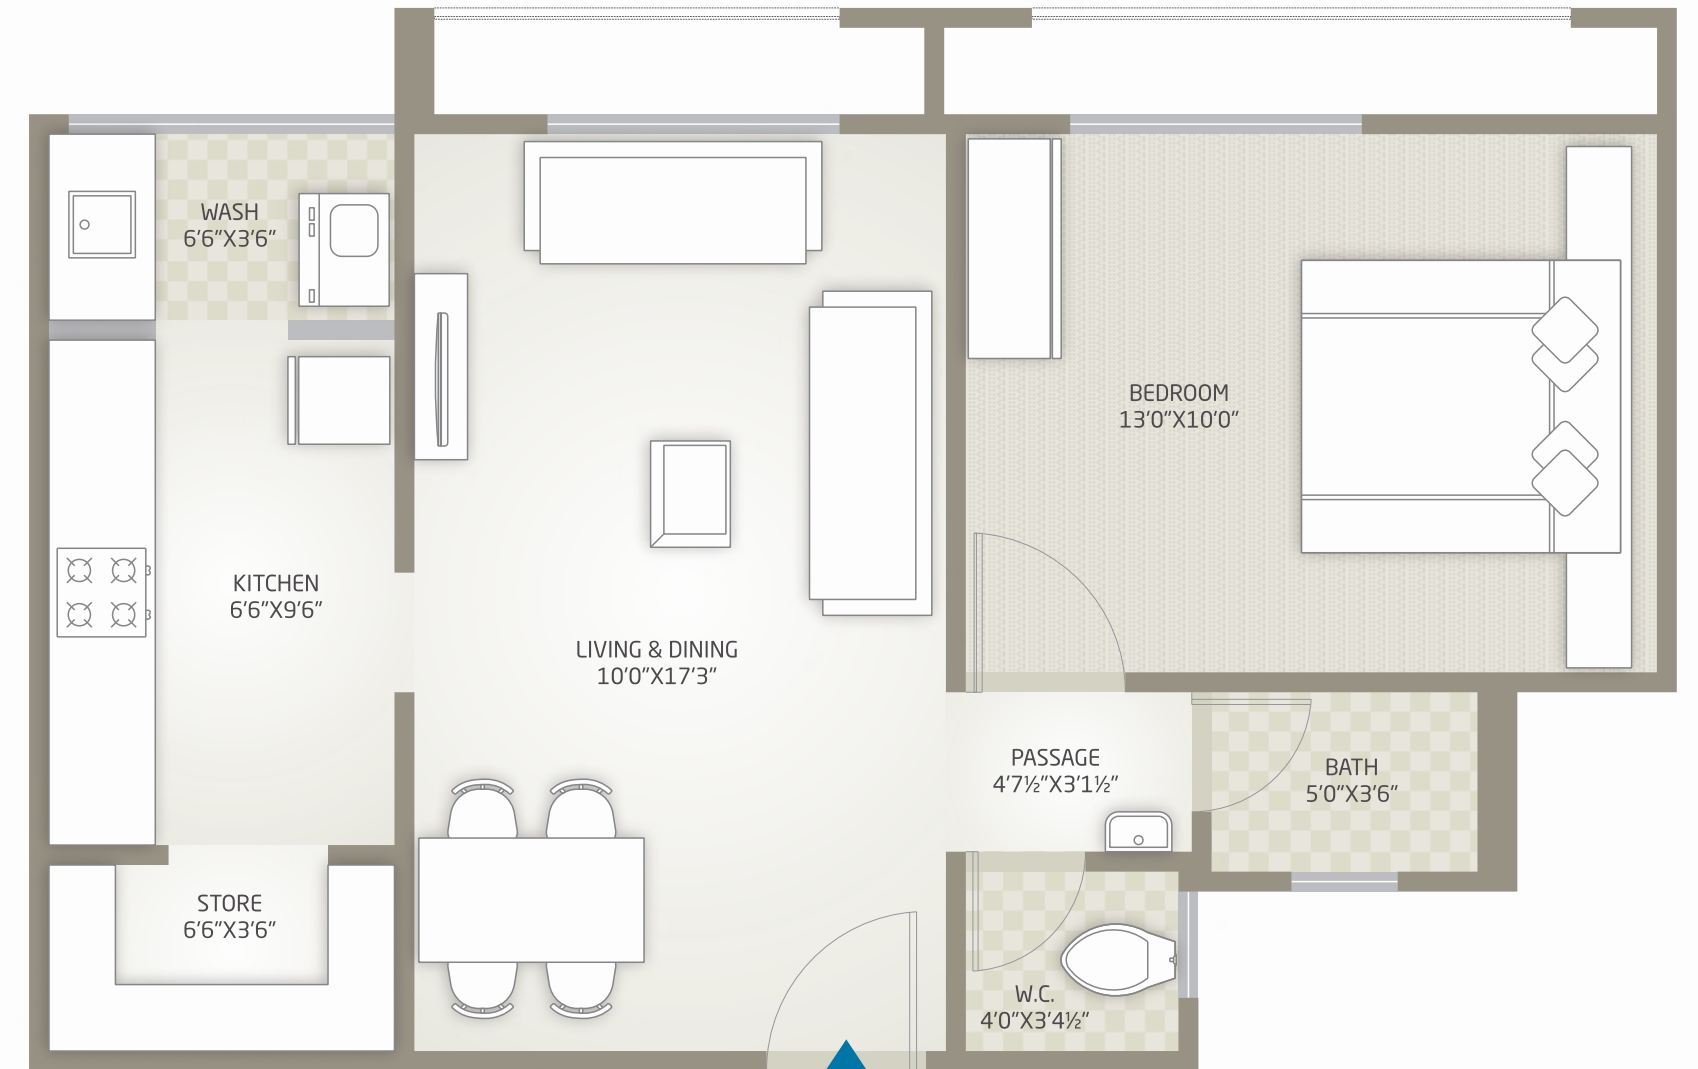 WASH
6'6"X3'6"
BEDROOM
13'0"X10'0"
KITCHEN
6'6"X9'6"
LIVING & DINING
10'0"X17'3"
PASSAGE
4'7½"X3'1½"
BATH
5'0"X3'6"
STORE
6'6"X3'6"
W.C.
4'0"X3'4½"